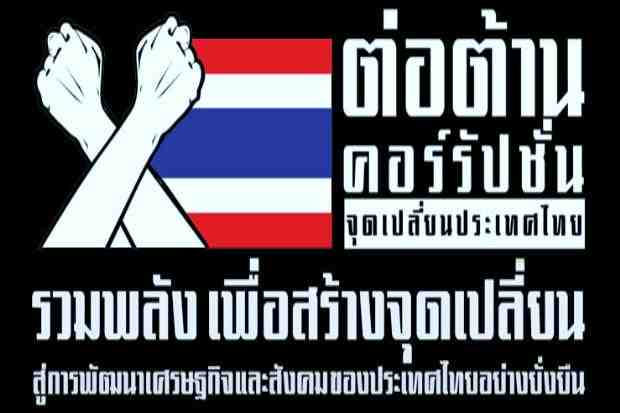 ต่อต้าน
คอร์รัปชั่น
จุดเปลี่ยนประเทศไทย
รวมพลัง เพื่อสร้างจุดเปลี่ยน
สู่การพัฒนาเศรษฐกิจและสังคมของประเทศไทยอย่างยั่งยืน